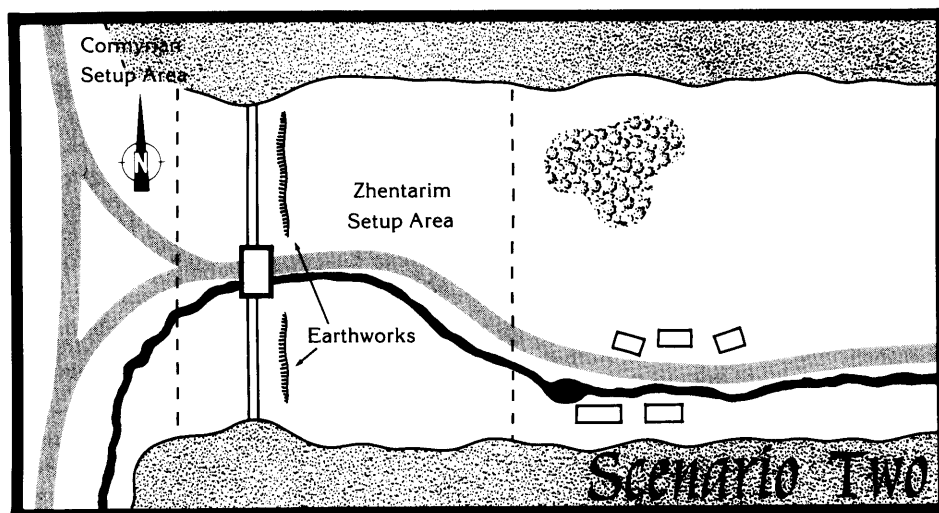 Cormyrian
Setup Area
N
Zhentarim
Setup Area
Earthworks
Scenario Two